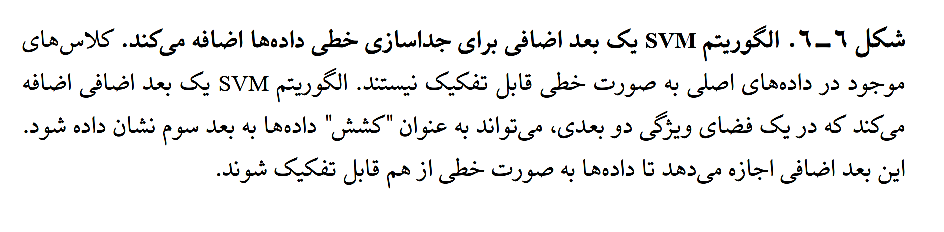 شکل ٦ــ٦. الگوریتم SVM یک بعد اضافی برای جداسازی خطی داده‌ها اضافه می‌کند. کلاس‌های
موجود در داده‌های اصلی به صورت خطی قابل تفکیک نیستند. الگوریتم SVM یک بعد اضافی اضافه
می‌کند که در یک فضای ویژگی دو بعدی، می‌تواند به عنوان "کشش" داده‌ها به بعد سوم نشان داده شود.
این بعد اضافی اجازه می‌دهد تا داده‌ها به صورت خطی از هم قابل تفکیک شوند.